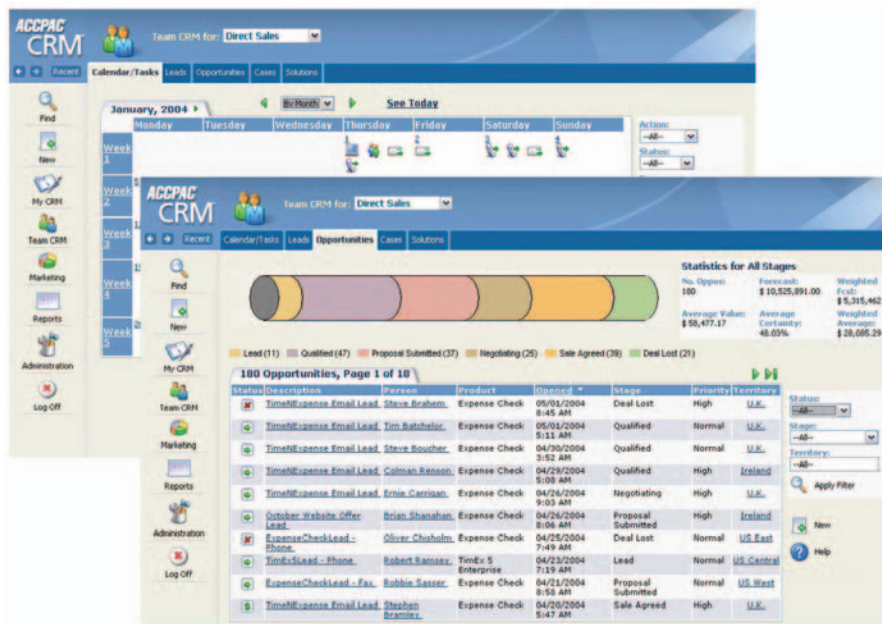 ACCPAC
CRM
Team CRM for: Direct Sales
Recent Calendar/Tasks Leads Opportunities Cases Solutions
Find
New
My CRM
Team CRM
Marketing
Reports
Administration
Log Off
January, 2004 By Month See Today
Monday Tuesday Wednesday Thursday Friday Saturday Sunday
Week 1
Week 2
Week 3
Week 4
Week 5
1 2 3 4
Action:
--All--
Status:
--All--
ACCPAC
CRM
Team CRM for: Direct Sales
Recent Calendar/Tasks Leads Opportunities Cases Solutions
Find
New
My CRM
Team CRM
Marketing
Reports
Administration
Log Off
Statistics for All Stages
No. Oppos: Forecast: Weighted Fcst:
180 $ 10,525,891.00 $ 5,315,462
Average Value: Average Certainty: Weighted Average:
$ 58,477.17 48.03% $ 28,085.29
Lead (11) Qualified (47) Proposal Submitted (37) Negotiating (25) Sale Agreed (39) Deal Lost (21)
180 Opportunities, Page 1 of 18
Status Description Person Product Opened Stage Priority Territory
TimeNExpense Email Lead Steve Brahem Expense Check 05/01/2004 8:45 AM Deal Lost High U.K.
TimeNExpense Email Lead Tim Batchelor Expense Check 05/01/2004 5:11 AM Qualified Normal U.K.
TimeNExpense Email Lead Steve Boucher Expense Check 04/30/2004 3:52 AM Qualified Normal U.K.
TimeNExpense Email Lead Colman Renson Expense Check 04/29/2004 5:08 AM Qualified High Ireland
TimeNExpense Email Lead Ernie Carrigan Expense Check 04/26/2004 9:03 AM Negotiating High U.K.
October Website Offer Lead Brian Shanahan Expense Check 04/26/2004 8:06 AM Proposal Submitted High Ireland
ExpenseCheckLead - Phone Oliver Chisholm Expense Check 04/25/2004 7:49 AM Deal Lost Normal US East
TimExSLead - Phone Robert Ramsey TimEx S Enterprise 04/23/2004 7:19 AM Lead Normal US Central
ExpenseCheckLead - Fax Robbie Sasser Expense Check 04/21/2004 8:58 AM Proposal Submitted Normal US West
TimeNExpense Email Lead Stephen Bramley Expense Check 04/20/2004 5:47 AM Sale Agreed High U.K.
Status:
--All--
Stage:
--All--
Territory:
--All--
Apply Filter
New
Help